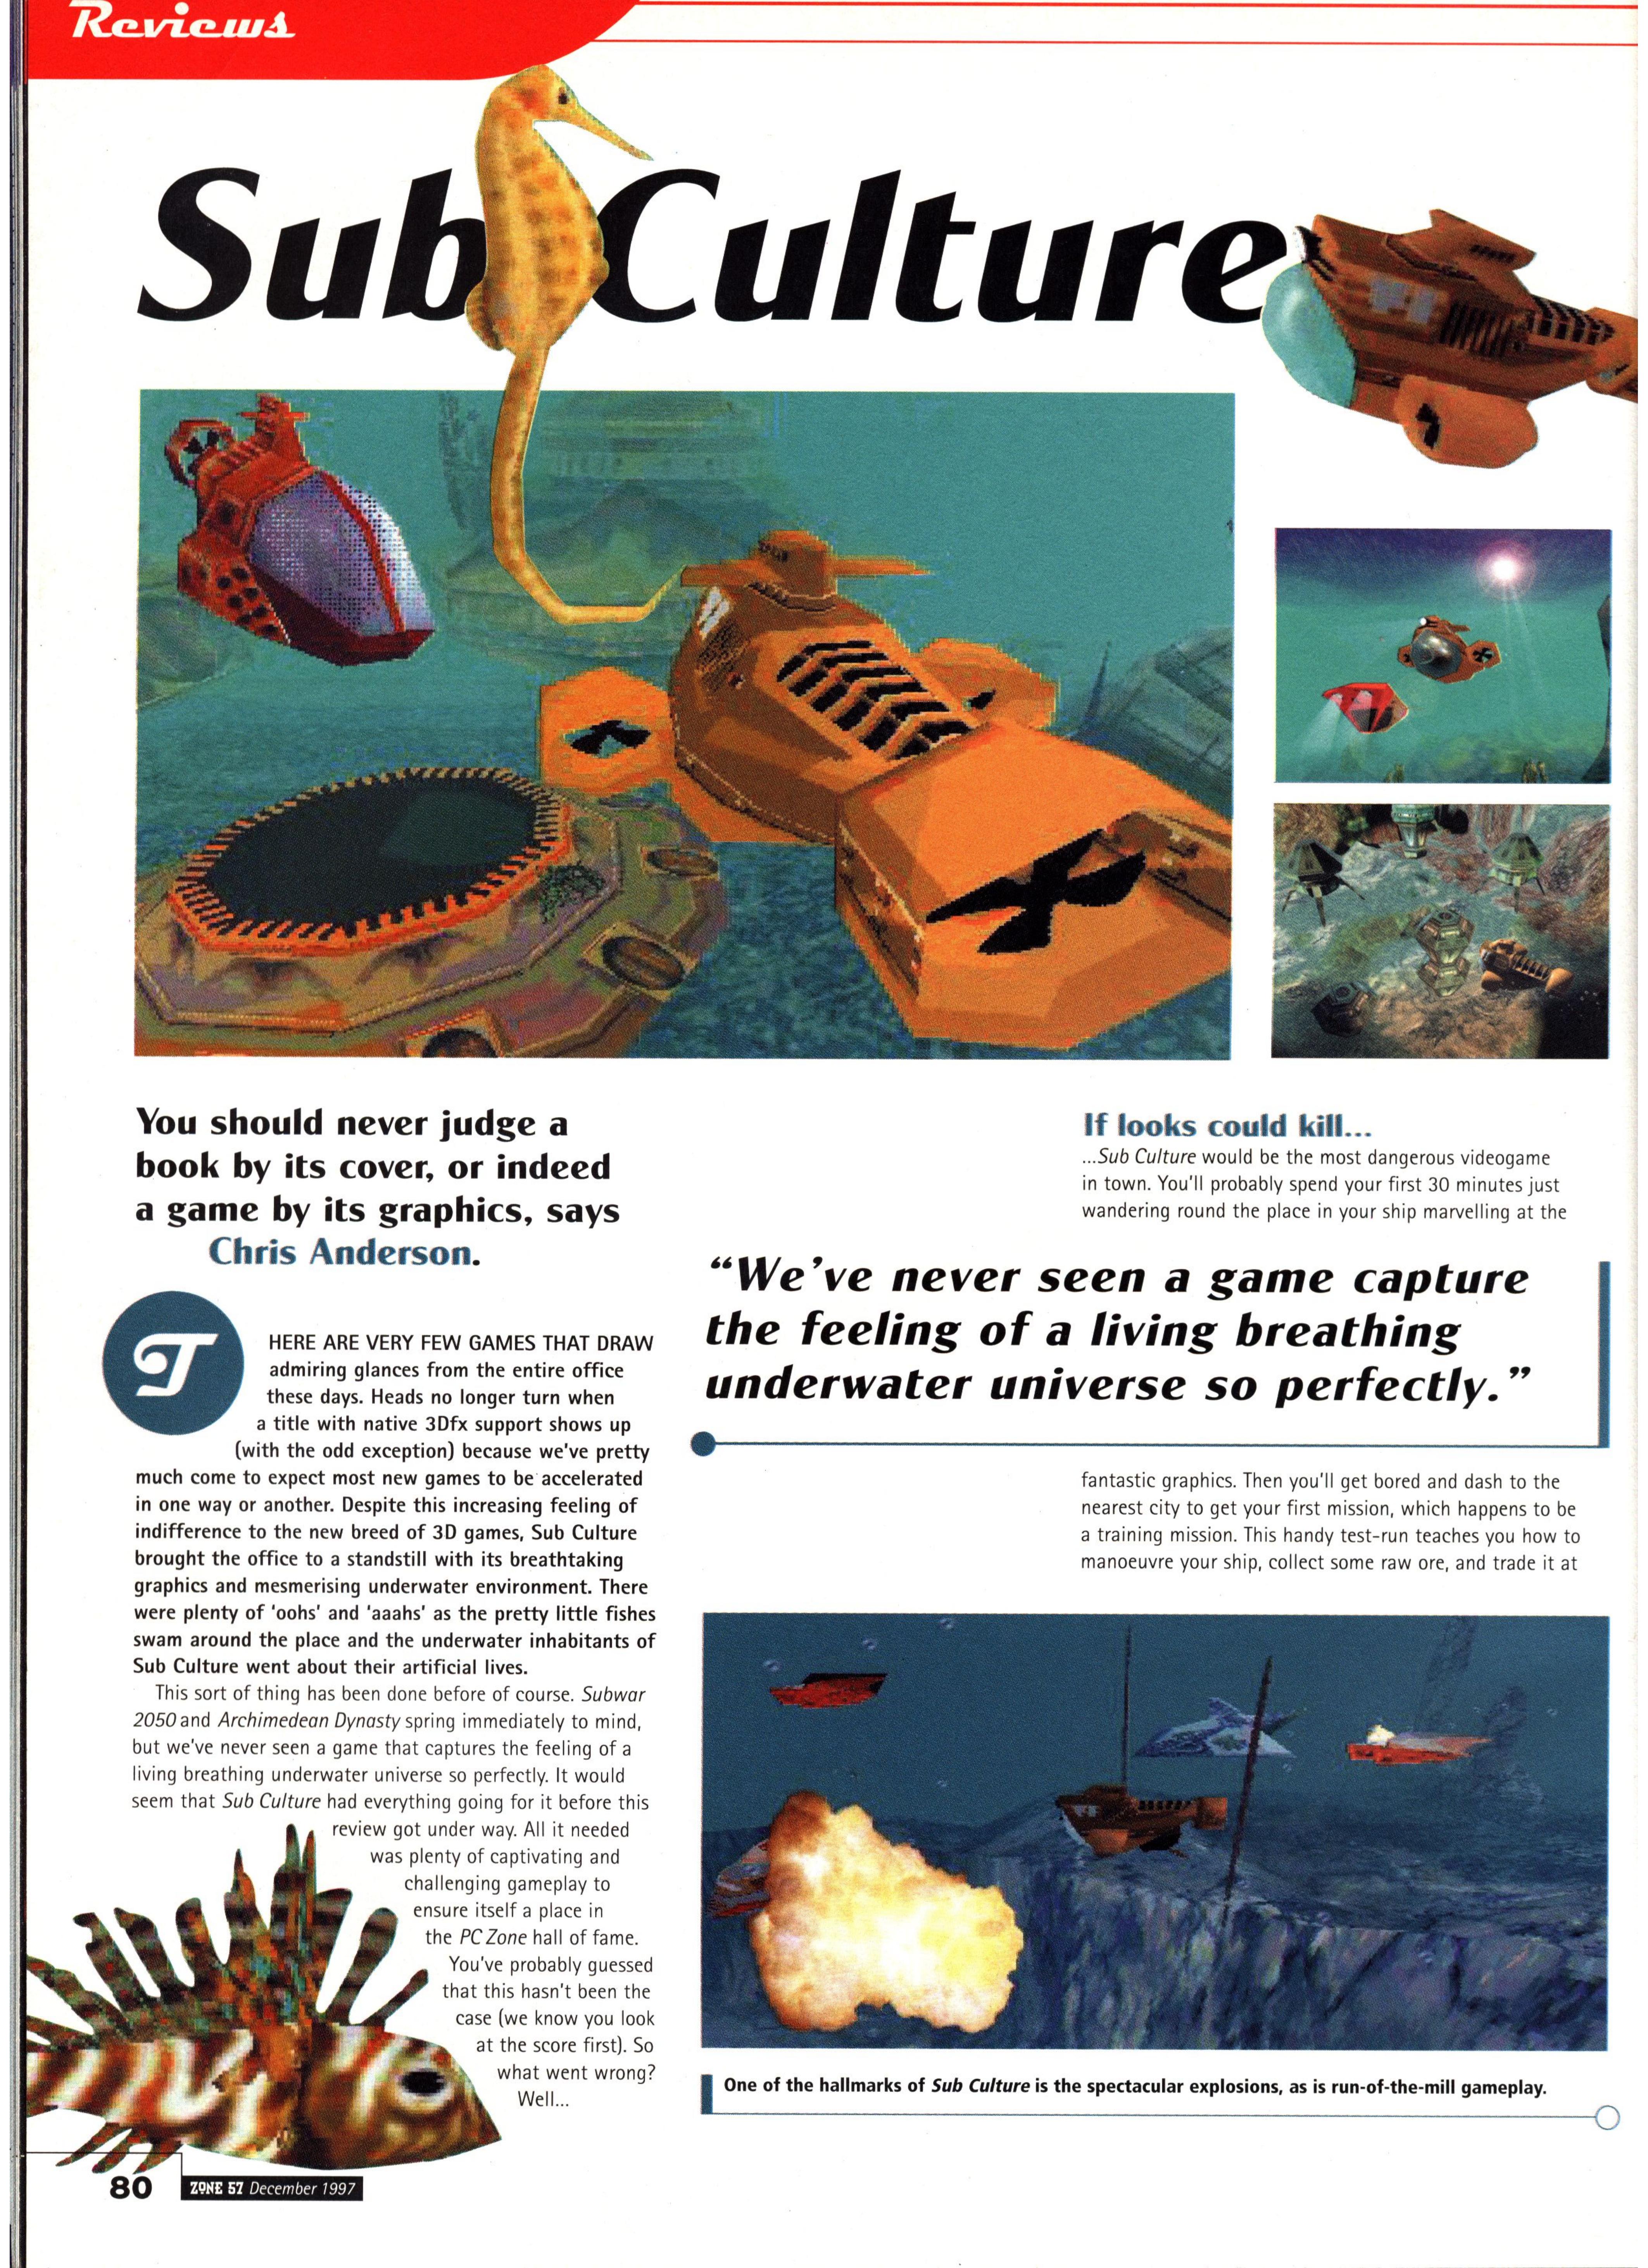 Reviews
Sub Culture
You should never judge a
book by its cover, or indeed
a game by its graphics, says
Chris Anderson.
THERE ARE VERY FEW GAMES THAT DRAW
admiring glances from the entire office
these days. Heads no longer turn when
a title with native 3Dfx support shows up
(with the odd exception) because we've pretty
much come to expect most new games to be accelerated
in one way or another. Despite this increasing feeling of
indifference to the new breed of 3D games, Sub Culture
brought the office to a standstill with its breathtaking
graphics and mesmerising underwater environment. There
were plenty of 'oohs' and 'aaahs' as the pretty little fishes
swam around the place and the underwater inhabitants of
Sub Culture went about their artificial lives.
This sort of thing has been done before of course. Subwar
2050 and Archimedean Dynasty spring immediately to mind,
but we've never seen a game that captures the feeling of a
living breathing underwater universe so perfectly. It would
seem that Sub Culture had everything going for it before this
review got under way. All it needed
was plenty of captivating and
challenging gameplay to
ensure itself a place in
the PC Zone hall of fame.
You've probably guessed
that this hasn't been the
case (we know you look
at the score first). So
what went wrong?
Well...
If looks could kill...
...Sub Culture would be the most dangerous videogame
in town. You'll probably spend your first 30 minutes just
wandering round the place in your ship marvelling at the
"We've never seen a game capture
the feeling of a living breathing
underwater universe so perfectly."
fantastic graphics. Then you'll get bored and dash to the
nearest city to get your first mission, which happens to be
a training mission. This handy test-run teaches you how to
manoeuvre your ship, collect some raw ore, and trade it at
One of the hallmarks of Sub Culture is the spectacular explosions, as is run-of-the-mill gameplay.
80
ZONE 57 December 1997